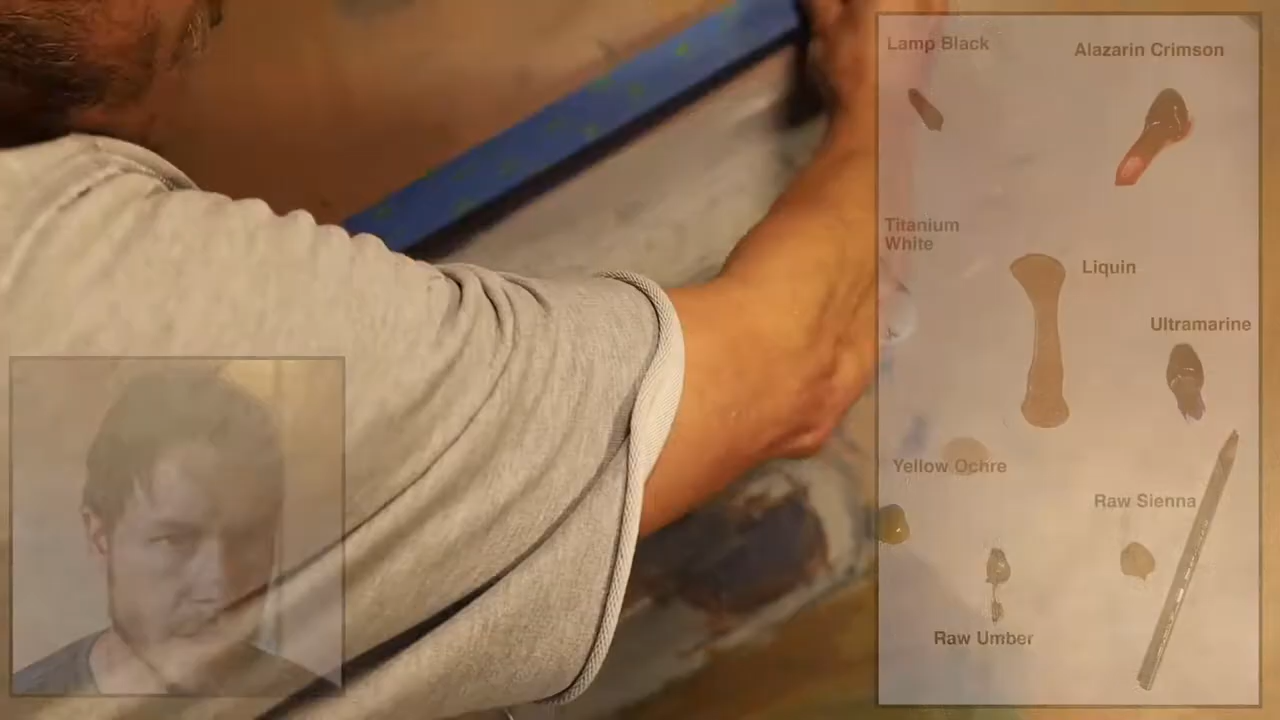 Lamp Black
Alazarin Crimson
Titanium
White
Liquin
Ultramarine
Yellow Ochre
Raw Sienna
Raw Umber